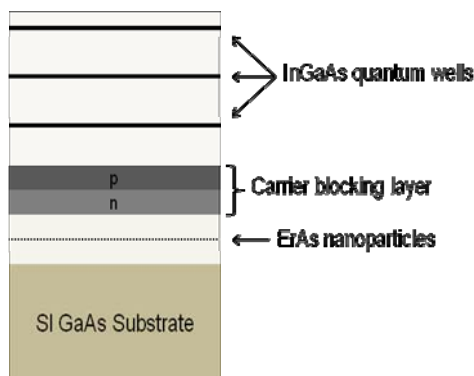 InGaAs quantum wells
p
Carrier blocking layer
n
ErAs nanoparticles
SI GaAs Substrate